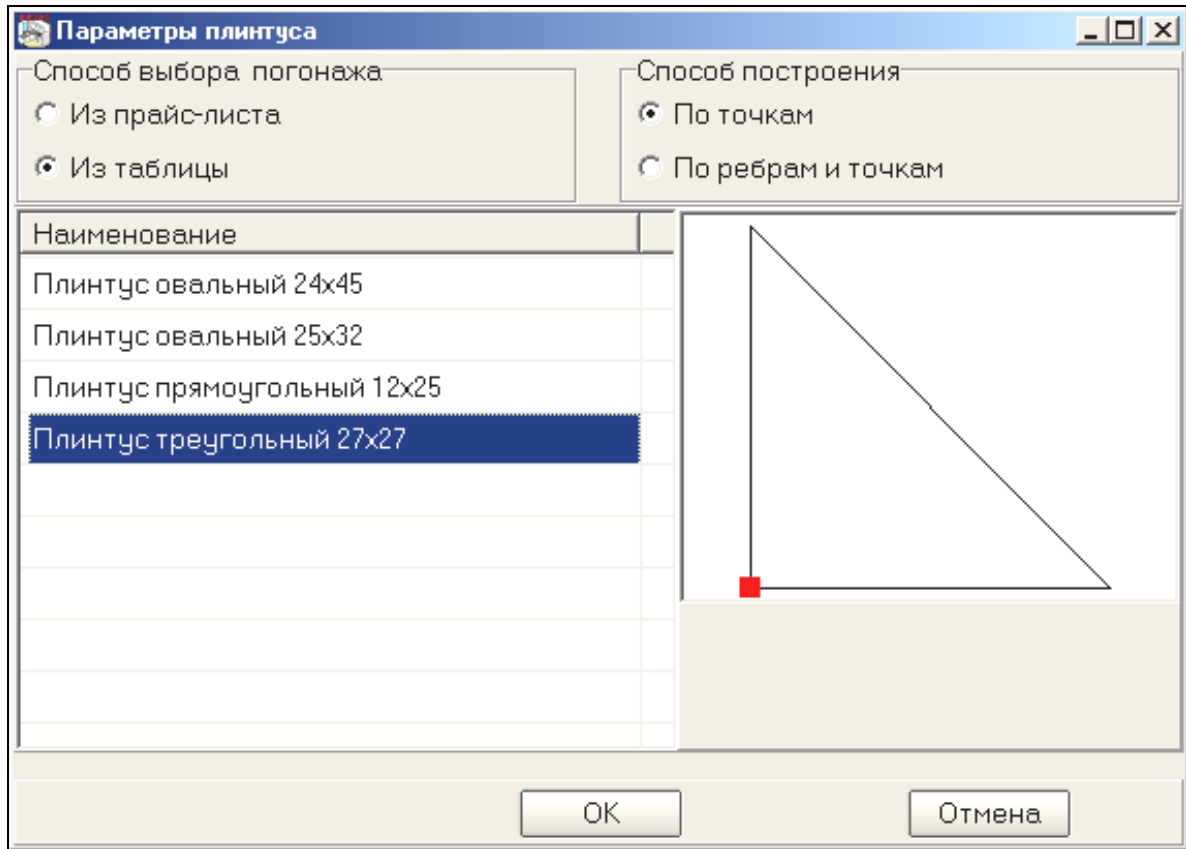 Параметры плинтуса
Способ выбора погонажа
Из прайс-листа
Из таблицы
Способ построения
По точкам
По ребрам и точкам
Наименование
Плинтус овальный 24x45
Плинтус овальный 25x32
Плинтус прямоугольный 12x25
Плинтус треугольный 27x27
OK
Отмена